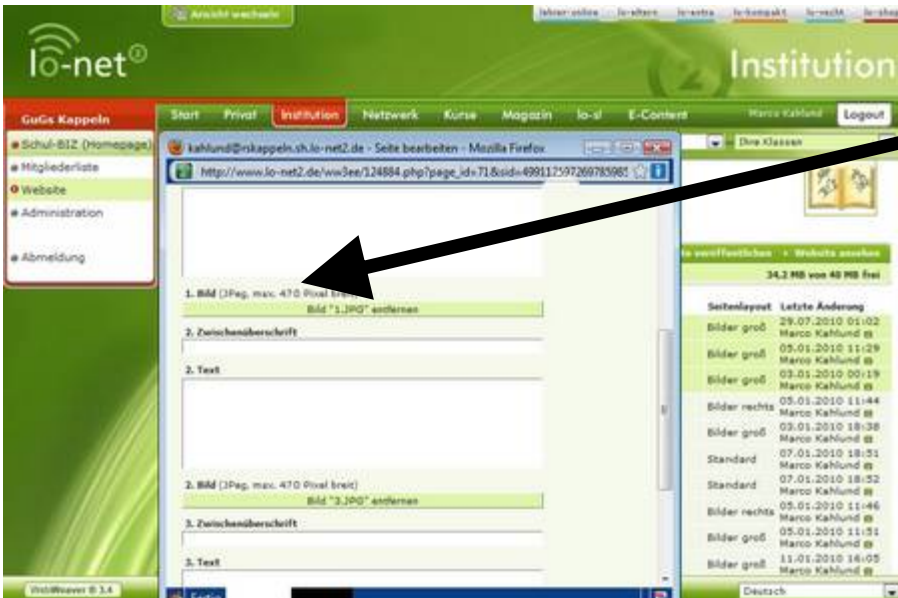 Ansicht wechseln
lehrer-online lo-eltern lo-extra lo-kompakt lo-recht lo-shop
lo-net²
Institution
GuGs Kappeln
Start Privat Institution Netzwerk Kurse Magazin lo-sl E-Content
Marco Kahlund Logout
Schul-BIZ (Homepage)
Mitgliederliste
Website
Administration
Abmeldung
kahlund@rskappeln.sh.lo-net2.de - Seite bearbeiten - Mozilla Firefox
Ihre Klassen
veröffentlichen Website ansehen
34,2 MB von 40 MB frei
1. Bild (JPeg, max. 470 Pixel breit)
Bild "1.JPG" entfernen
2. Zwischenüberschrift
2. Text
2. Bild (JPeg, max. 470 Pixel breit)
Bild "3.JPG" entfernen
3. Zwischenüberschrift
3. Text
Seitenlayout Letzte Änderung
Bilder groß 29.07.2010 01:02
Marco Kahlund
Bilder groß 05.01.2010 11:29
Marco Kahlund
Bilder groß 03.01.2010 00:19
Marco Kahlund
Bilder rechts 05.01.2010 11:44
Marco Kahlund
Bilder groß 03.01.2010 18:38
Marco Kahlund
Standard 07.01.2010 18:51
Marco Kahlund
Standard 07.01.2010 18:52
Marco Kahlund
Bilder rechts 05.01.2010 11:46
Marco Kahlund
Bilder groß 05.01.2010 11:51
Marco Kahlund
Bilder groß 11.01.2010 16:05
Marco Kahlund
WebWeaver ® 3.4
Fertig
Deutsch